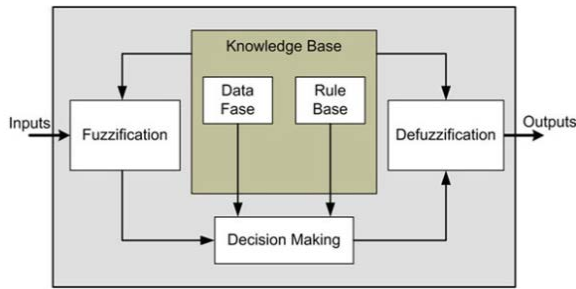 Knowledge Base
Data
Fase
Rule
Base
Inputs
Fuzzification
Defuzzification
Outputs
Decision Making